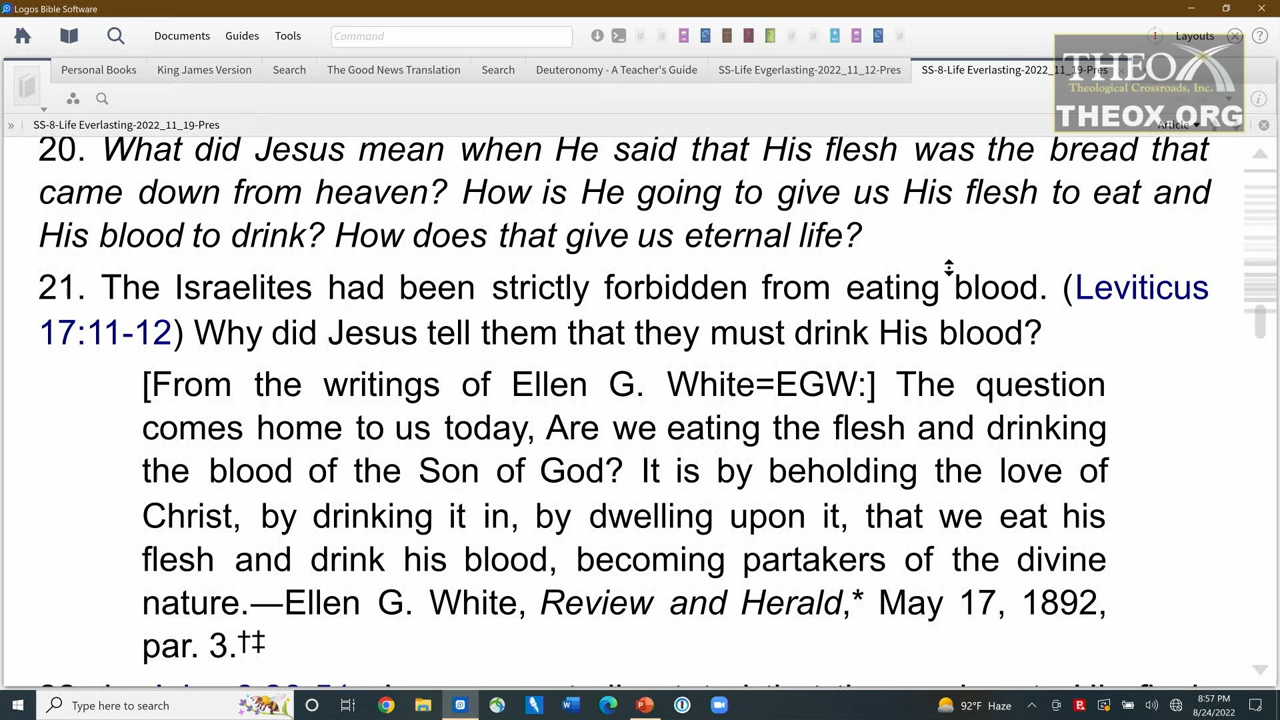 Logos Bible Software
Documents Guides Tools Command Layouts
Personal Books King James Version Search The G Search Deuteronomy - A Teacher's Guide SS-Life Evgerlasting-2022_11_12-Pres SS-8-Life Everlasting-2022_11_19-Pres
THEOX
Theological Crossroads, Inc.
THEOX.ORG
» SS-8-Life Everlasting-2022_11_19-Pres Article
20. What did Jesus mean when He said that His flesh was the bread that
came down from heaven? How is He going to give us His flesh to eat and
His blood to drink? How does that give us eternal life?
21. The Israelites had been strictly forbidden from eating blood. (Leviticus
17:11-12) Why did Jesus tell them that they must drink His blood?
[From the writings of Ellen G. White=EGW:] The question
comes home to us today, Are we eating the flesh and drinking
the blood of the Son of God? It is by beholding the love of
Christ, by drinking it in, by dwelling upon it, that we eat his
flesh and drink his blood, becoming partakers of the divine
nature.—Ellen G. White, Review and Herald,* May 17, 1892,
par. 3.†‡
Type here to search 92°F Haze 8:57 PM
8/24/2022